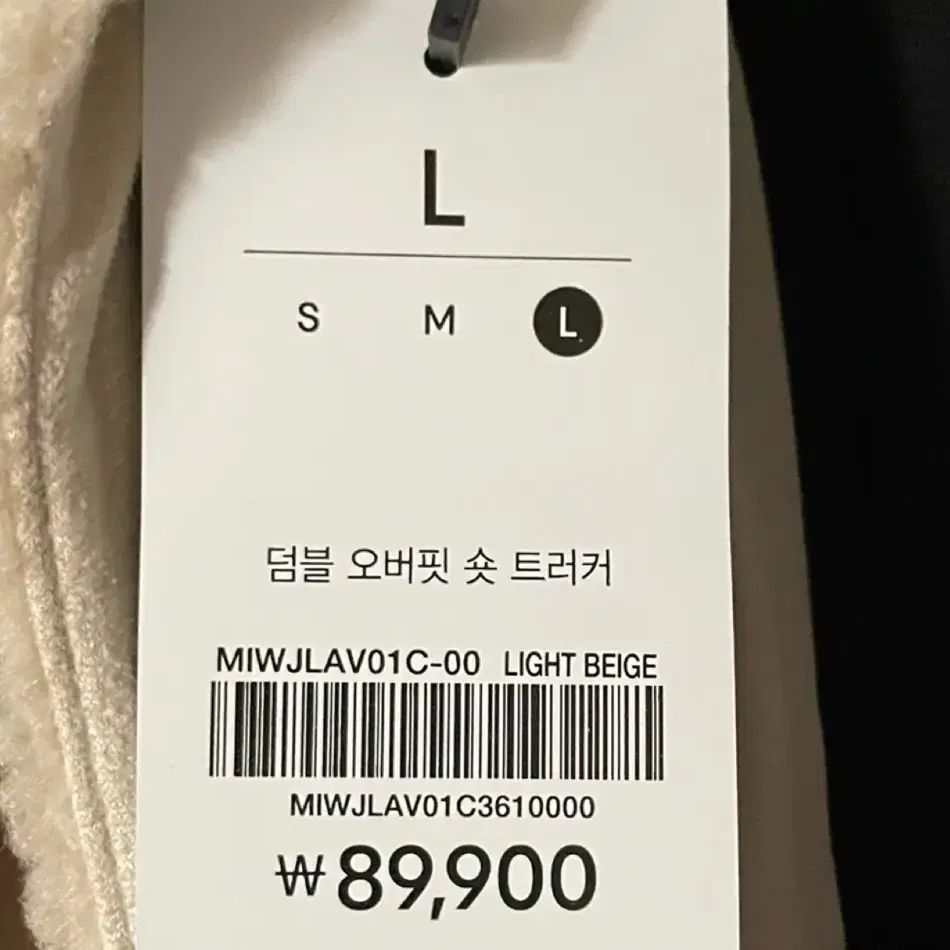 L
S M L
덤블 오버핏 숏 트러커
MIWJLAV01C-00 LIGHT BEIGE
MIWJLAV01C3610000
₩89,900